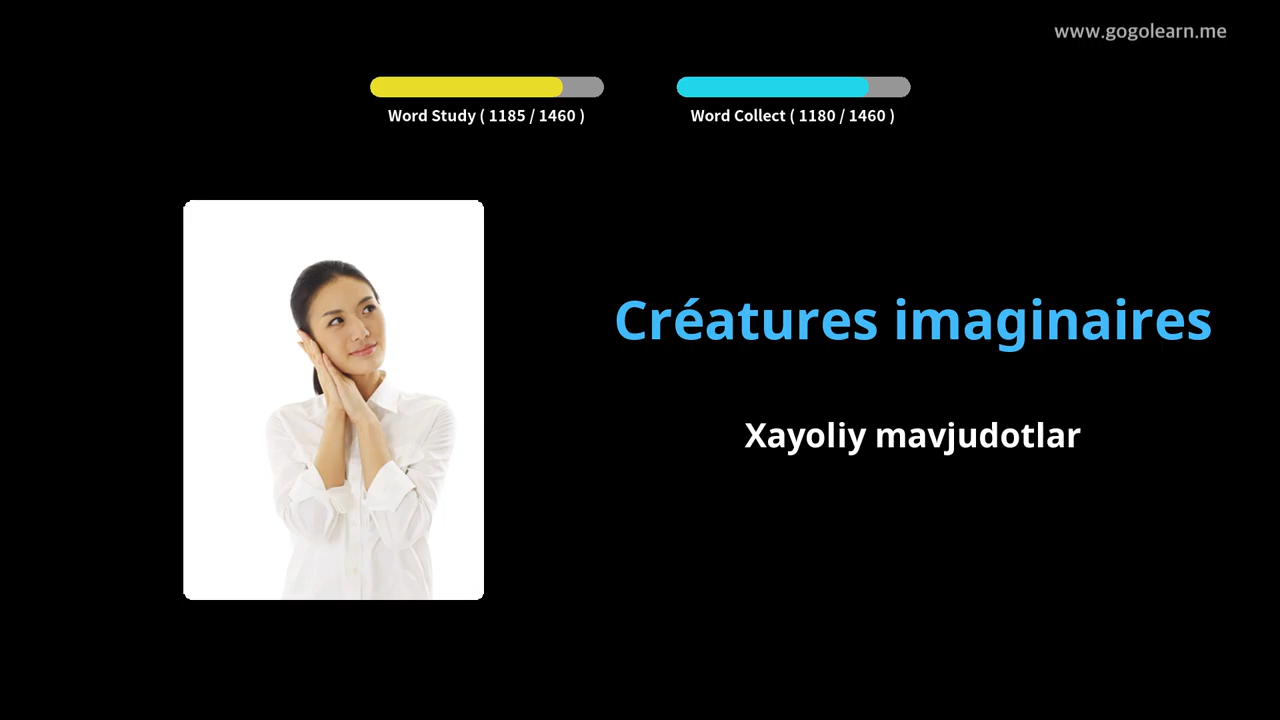 www.gogolearn.me
Word Study ( 1185 / 1460 )
Word Collect ( 1180 / 1460 )
Créatures imaginaires
Xayoliy mavjudotlar